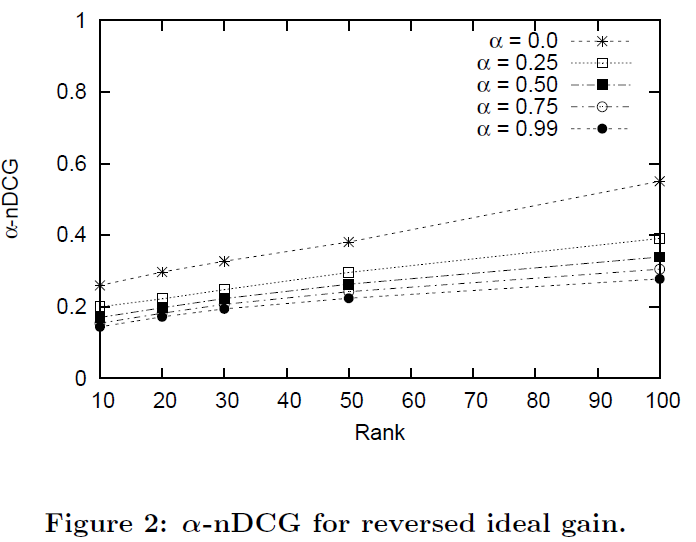 1
0.8
0.6
0.4
0.2
0
α-nDCG
α = 0.0
α = 0.25
α = 0.50
α = 0.75
α = 0.99
10 20 30 40 50 60 70 80 90 100
Rank
Figure 2: α-nDCG for reversed ideal gain.